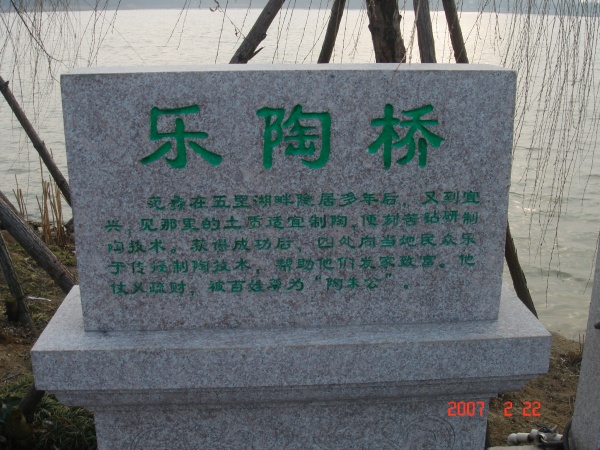 乐陶桥
范蠡在五里湖畔隐居多年后，又到宜
兴，见那里的土质适宜制陶，便刻苦钻研制
陶技术。获得成功后，四处向当地民众乐
于传经制陶技术，帮助他们发家致富。他
仗义疏财，被百姓誉为“陶朱公”。
2007 2 22